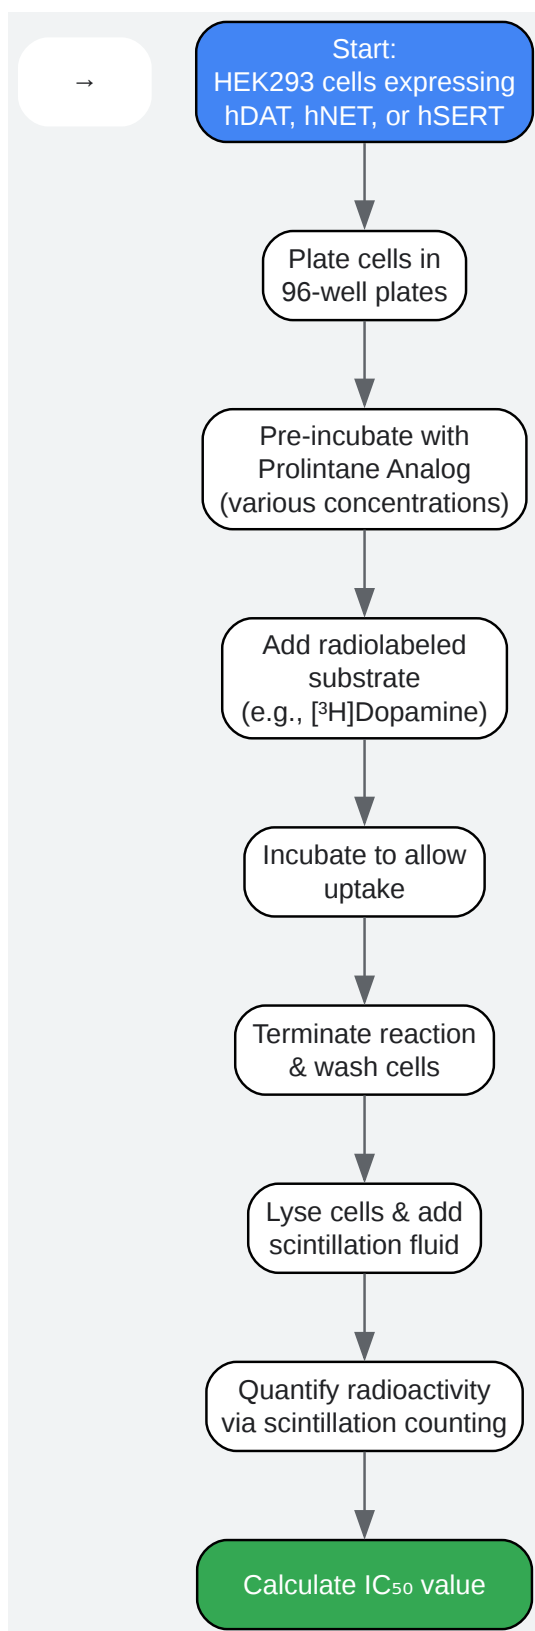 →
Start:
HEK293 cells expressing
hDAT, hNET, or hSERT
Plate cells in
96-well plates
Pre-incubate with
Prolintane Analog
(various concentrations)
Add radiolabeled
substrate
(e.g., [³H]Dopamine)
Incubate to allow
uptake
Terminate reaction
& wash cells
Lyse cells & add
scintillation fluid
Quantify radioactivity
via scintillation counting
Calculate IC₅₀ value